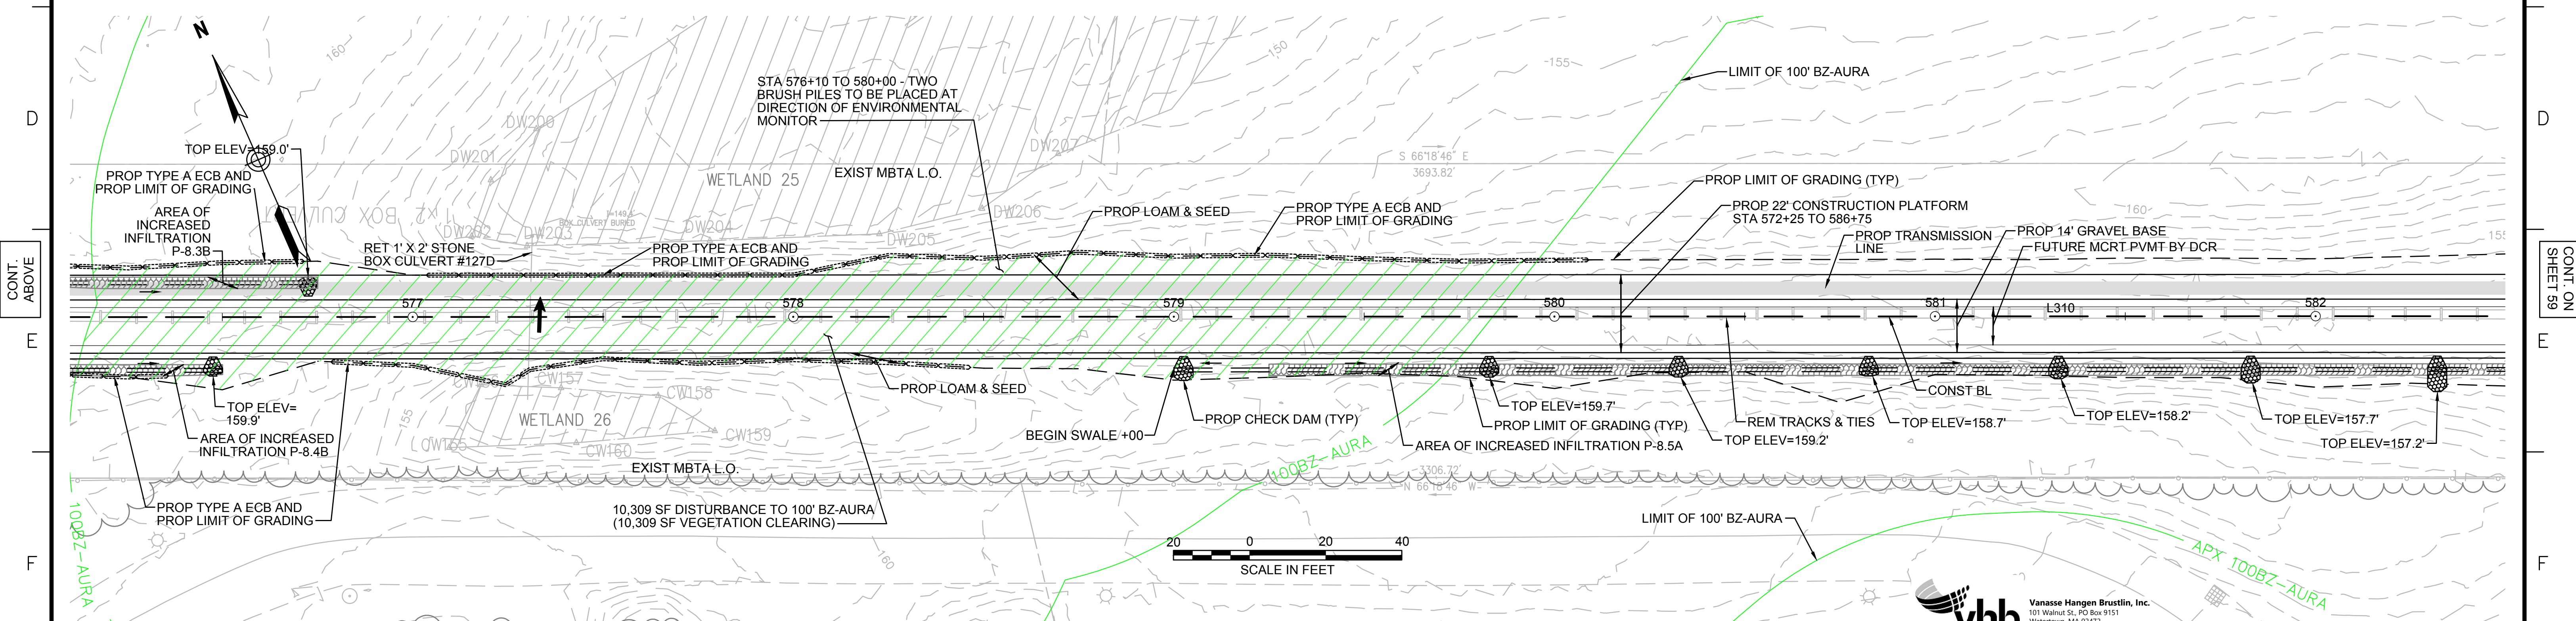 D
E
F
CONT.
ABOVE
N
160
TOP ELEV=159.0'
PROP TYPE A ECB AND
PROP LIMIT OF GRADING
AREA OF
INCREASED
INFILTRATION
P-8.3B
1'x2' BOX CULVERT
RET 1' X 2' STONE
BOX CULVERT #127D
DW200
DW201
DW202
DW203
DW204
DW205
DW206
DW207
BOX CULVERT BURIED
WETLAND 25
STA 576+10 TO 580+00 - TWO
BRUSH PILES TO BE PLACED AT
DIRECTION OF ENVIRONMENTAL
MONITOR
EXIST MBTA L.O.
PROP TYPE A ECB AND
PROP LIMIT OF GRADING
PROP LOAM & SEED
PROP TYPE A ECB AND
PROP LIMIT OF GRADING
150
155
S 66°18'46" E
3693.82'
LIMIT OF 100' BZ-AURA
PROP LIMIT OF GRADING (TYP)
PROP 22' CONSTRUCTION PLATFORM
STA 572+25 TO 586+75
PROP TRANSMISSION
LINE
PROP 14' GRAVEL BASE
FUTURE MCRT PVMT BY DCR
160
577
578
579
580
581
L310
582
TOP ELEV=
159.9'
AREA OF INCREASED
INFILTRATION P-8.4B
PROP TYPE A ECB AND
PROP LIMIT OF GRADING
155
CW157
CW158
CW159
CW160
WETLAND 26
EXIST MBTA L.O.
PROP LOAM & SEED
10,309 SF DISTURBANCE TO 100' BZ-AURA
(10,309 SF VEGETATION CLEARING)
160
BEGIN SWALE +00
PROP CHECK DAM (TYP)
TOP ELEV=159.7'
PROP LIMIT OF GRADING (TYP)
AREA OF INCREASED INFILTRATION P-8.5A
TOP ELEV=159.2'
REM TRACKS & TIES
TOP ELEV=158.7'
CONST BL
TOP ELEV=158.2'
TOP ELEV=157.7'
TOP ELEV=157.2'
100BZ-AURA
100BZ-AURA
3306.72'
N 66°18'46" W
20 0 20 40
SCALE IN FEET
LIMIT OF 100' BZ-AURA
APX 100BZ-AURA
vhb
Vanasse Hangen Brustlin, Inc.
101 Walnut St., PO Box 9151
Watertown, MA 02472
CONT. ON
SHEET 59
D
E
F